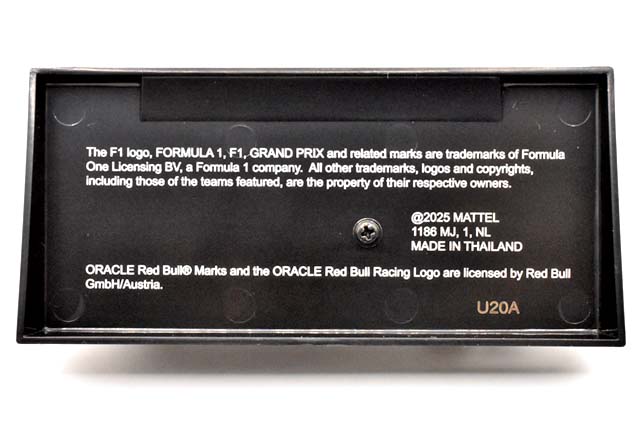 The F1 logo, FORMULA 1, F1, GRAND PRIX and related marks are trademarks of Formula
One Licensing BV, a Formula 1 company. All other trademarks, logos and copyrights,
including those of the teams featured, are the property of their respective owners.
@2025 MATTEL
1186 MJ, 1, NL
MADE IN THAILAND
ORACLE Red Bull® Marks and the ORACLE Red Bull Racing Logo are licensed by Red Bull
GmbH/Austria.
U20A